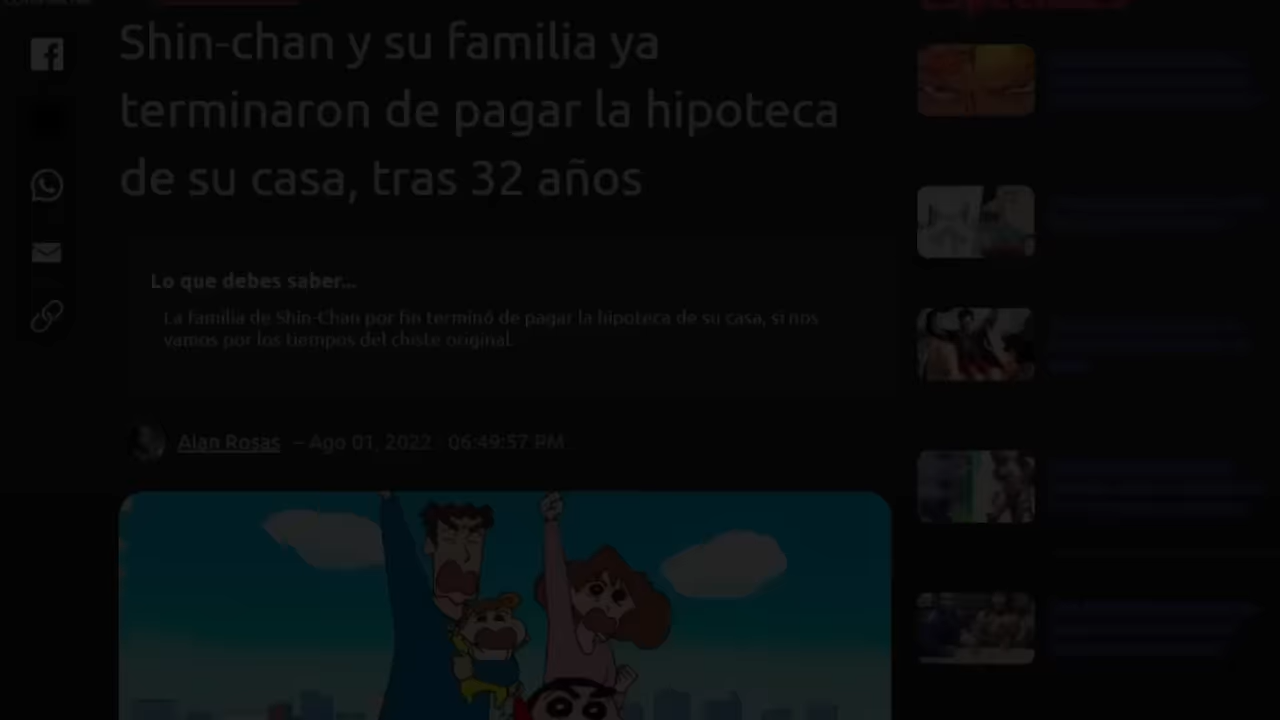 Shin-chan y su familia ya
terminaron de pagar la hipoteca
de su casa, tras 32 años
Lo que debes saber...
La familia de Shin-Chan por fin terminó de pagar la hipoteca de su casa, si nos
vamos por los tiempos del chiste original.
Alan Rosas – Ago 01, 2022 - 06:49:57 PM